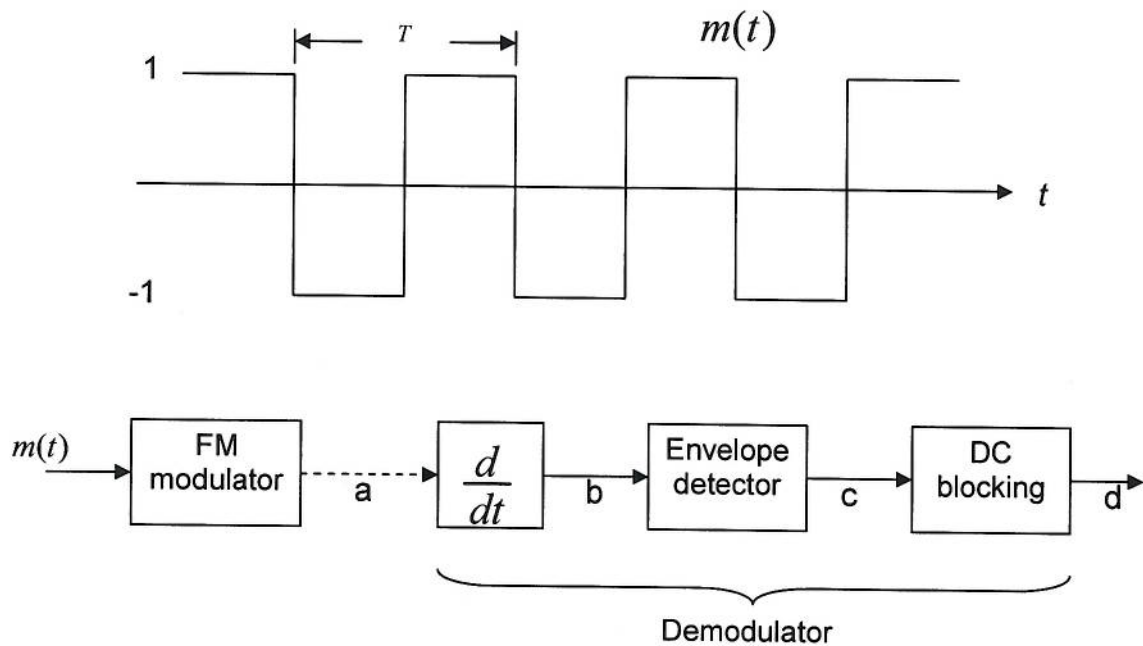 T
m(t)
1
t
-1
m(t)
FM
modulator
a
d
dt
b
Envelope
detector
c
DC
blocking
d
Demodulator